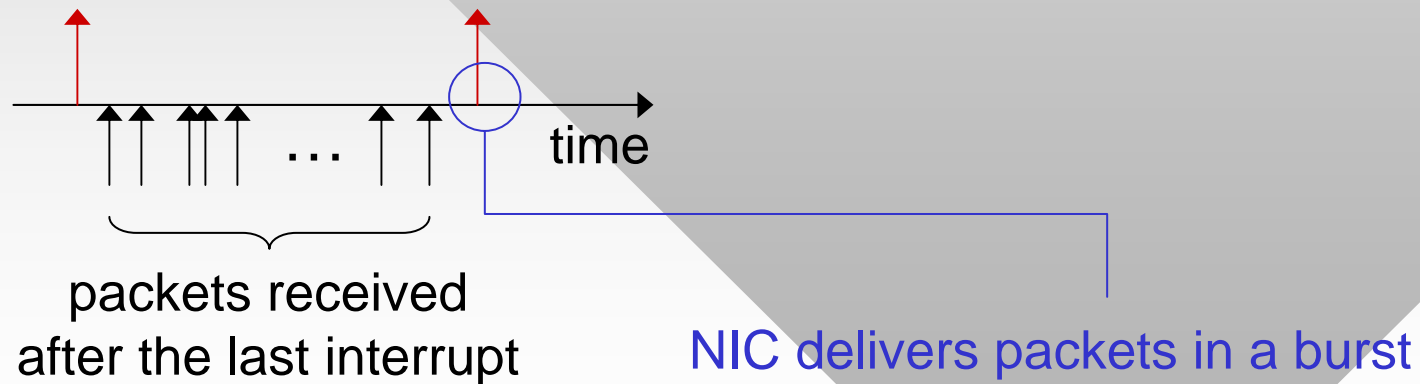 …
time
packets received
after the last interrupt
NIC delivers packets in a burst